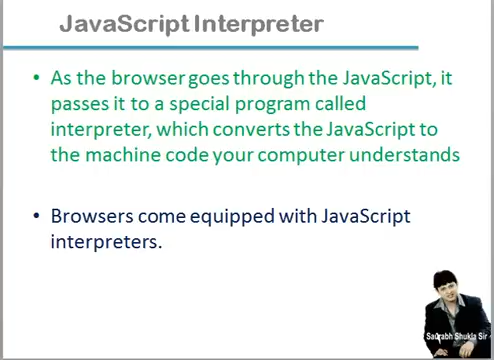 JavaScript Interpreter
• As the browser goes through the JavaScript, it
passes it to a special program called
interpreter, which converts the JavaScript to
the machine code your computer understands
• Browsers come equipped with JavaScript
interpreters.
Saurabh Shukla Sir